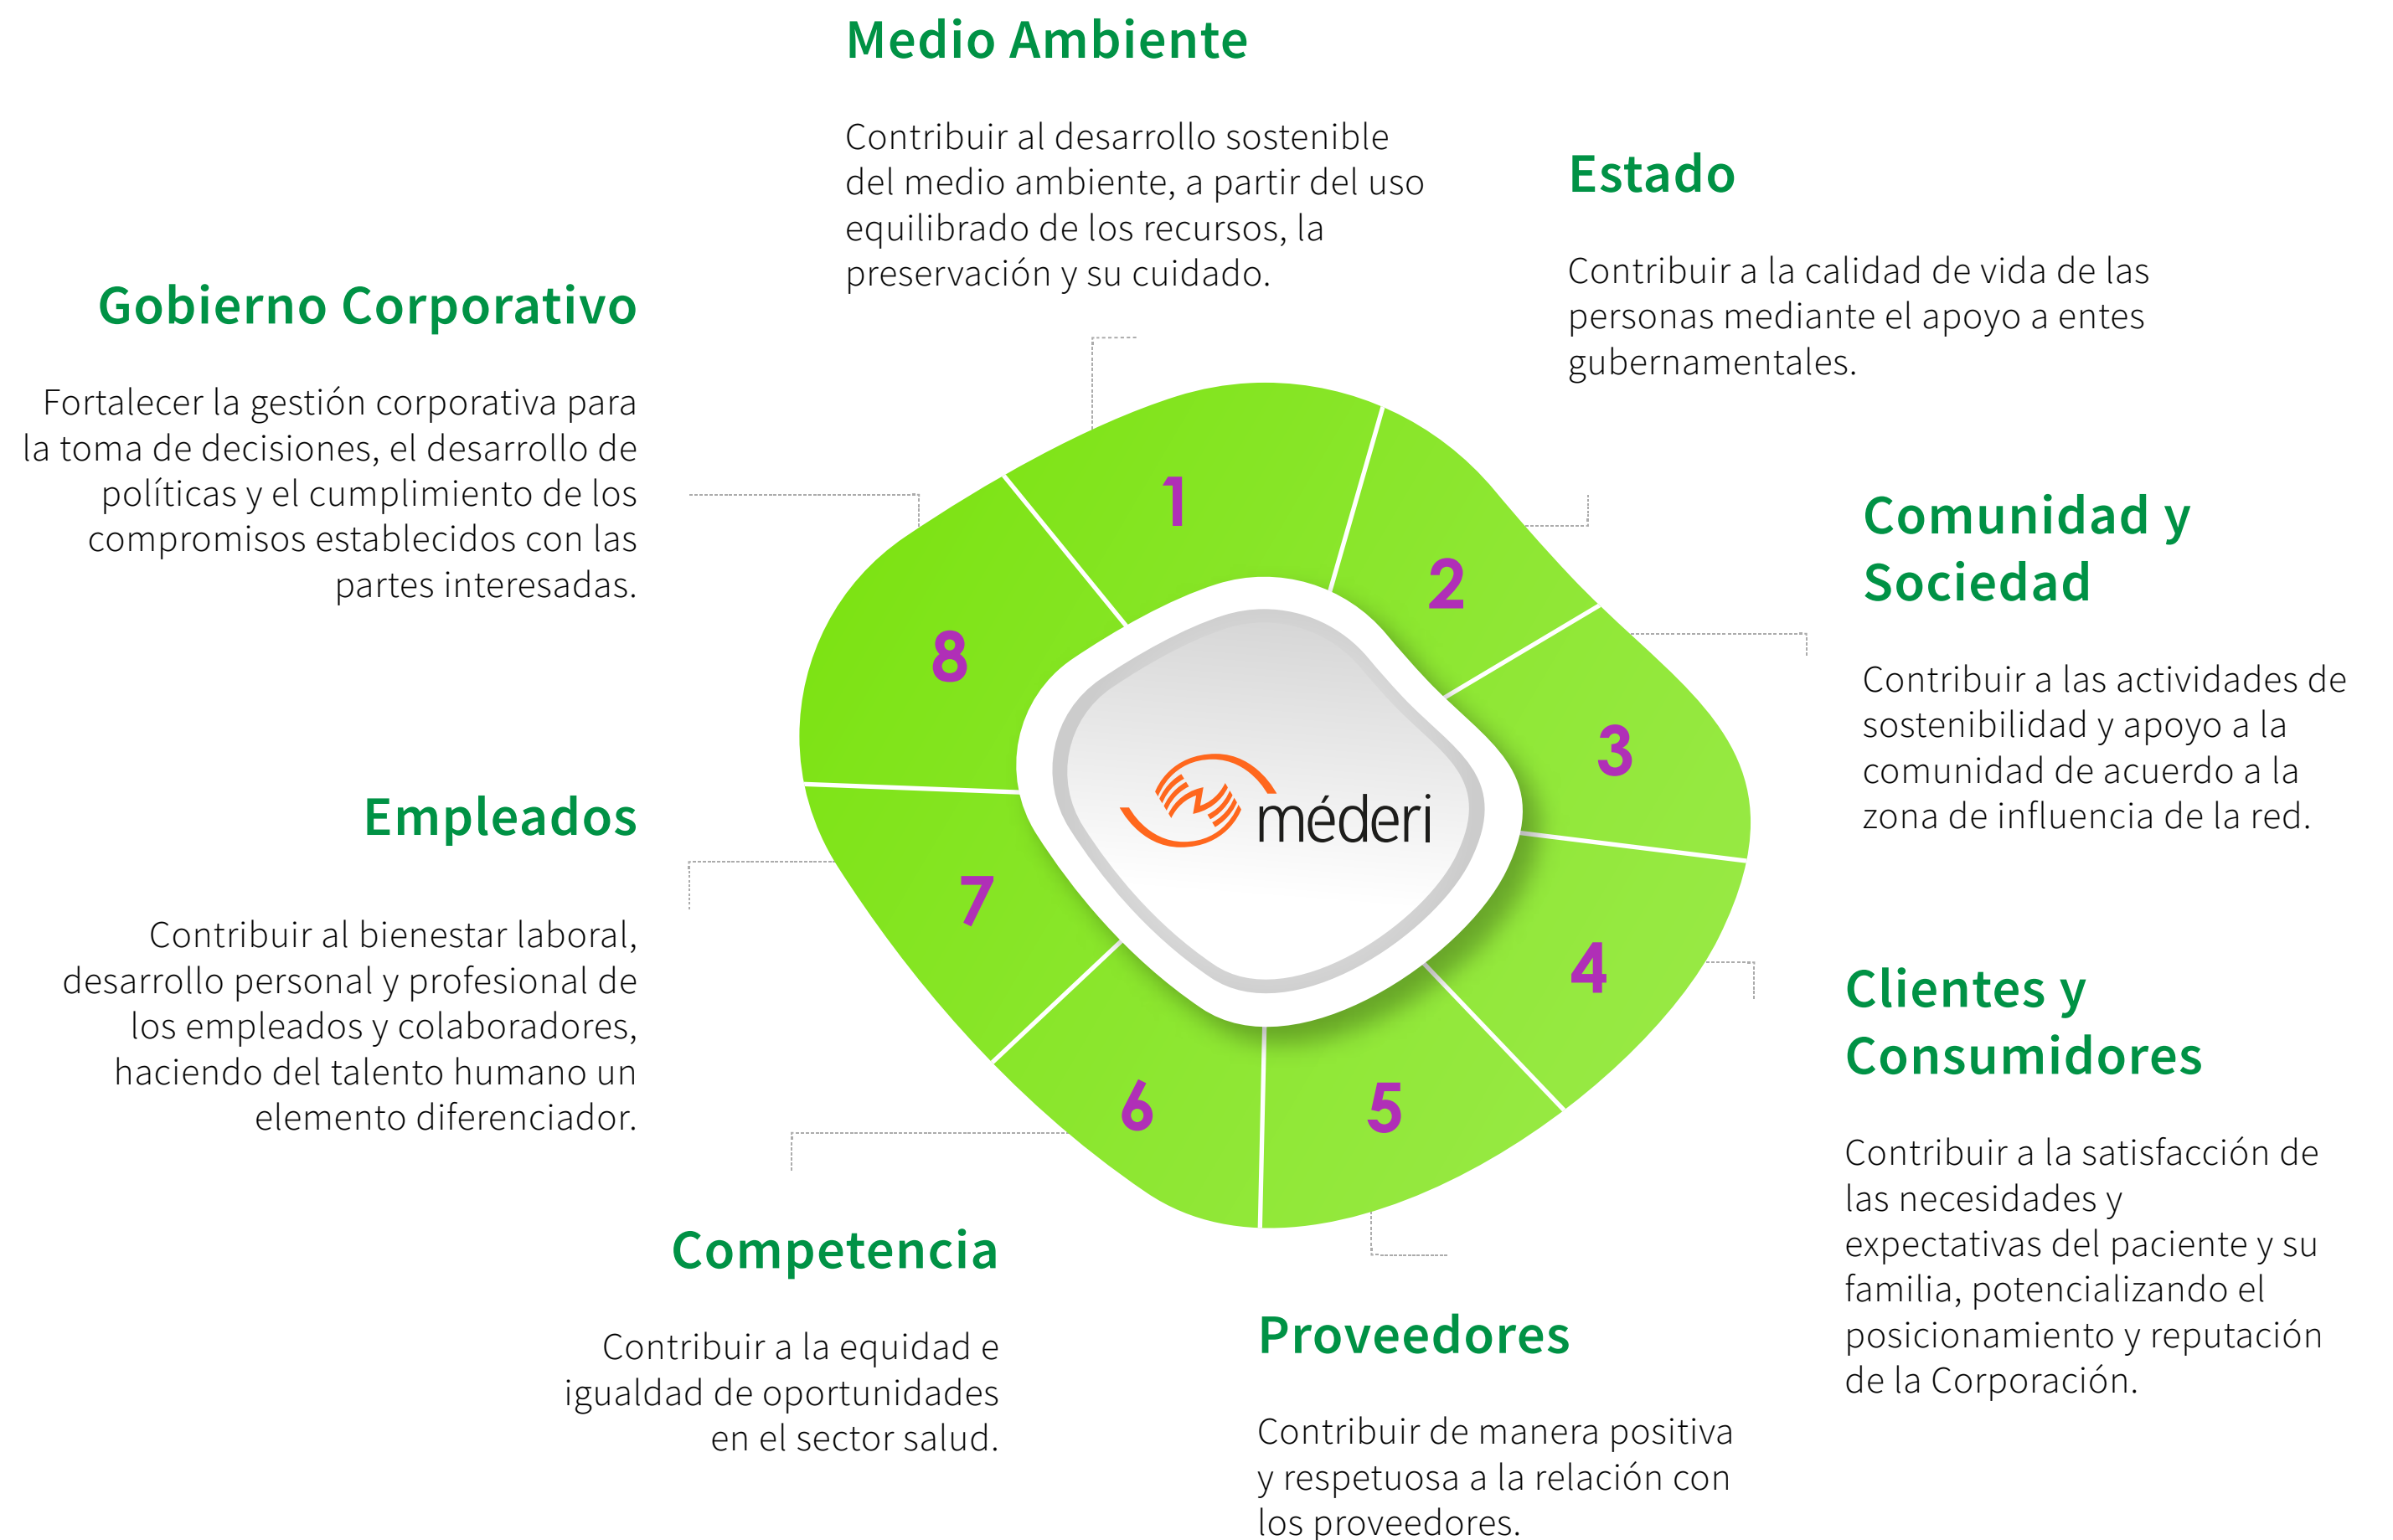 Medio Ambiente
Contribuir al desarrollo sostenible
del medio ambiente, a partir del uso
equilibrado de los recursos, la
preservación y su cuidado.
Estado
Contribuir a la calidad de vida de las
personas mediante el apoyo a entes
gubernamentales.
Comunidad y
Sociedad
Contribuir a las actividades de
sostenibilidad y apoyo a la
comunidad de acuerdo a la
zona de influencia de la red.
Clientes y
Consumidores
Contribuir a la satisfacción de
las necesidades y
expectativas del paciente y su
familia, potencializando el
posicionamiento y reputación
de la Corporación.
Proveedores
Contribuir de manera positiva
y respetuosa a la relación con
los proveedores.
Competencia
Contribuir a la equidad e
igualdad de oportunidades
en el sector salud.
Empleados
Contribuir al bienestar laboral,
desarrollo personal y profesional de
los empleados y colaboradores,
haciendo del talento humano un
elemento diferenciador.
Gobierno Corporativo
Fortalecer la gestión corporativa para
la toma de decisiones, el desarrollo de
políticas y el cumplimiento de los
compromisos establecidos con las
partes interesadas.
1
2
3
4
5
6
7
8
méderi